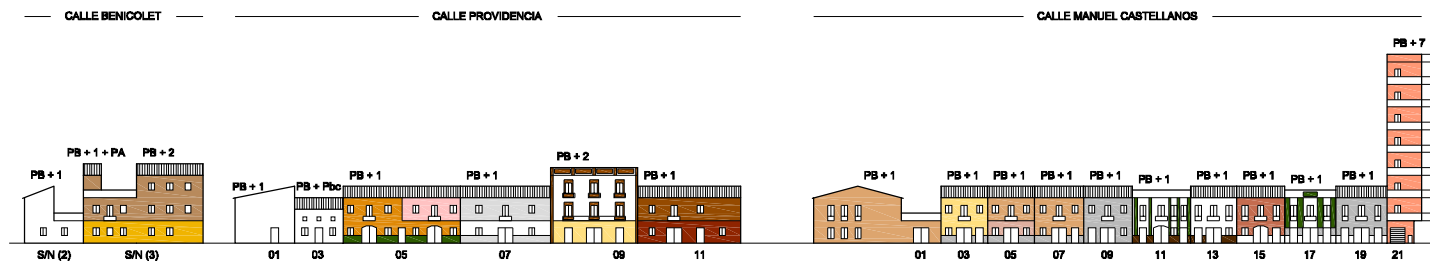 CALLE BENICOLET
CALLE PROVIDENCIA
CALLE MANUEL CASTELLANOS
PB + 7
PB + 1 + PA
PB + 2
PB + 2
PB + 1
PB + 1
PB + Pbc
PB + 1
PB + 1
PB + 1
PB + 1
PB + 1
PB + 1
PB + 1
PB + 1
PB + 1
PB + 1
PB + 1
PB + 1
PB + 1
S/N (2)
S/N (3)
01
03
05
07
09
11
01
03
05
07
09
11
13
15
17
19
21